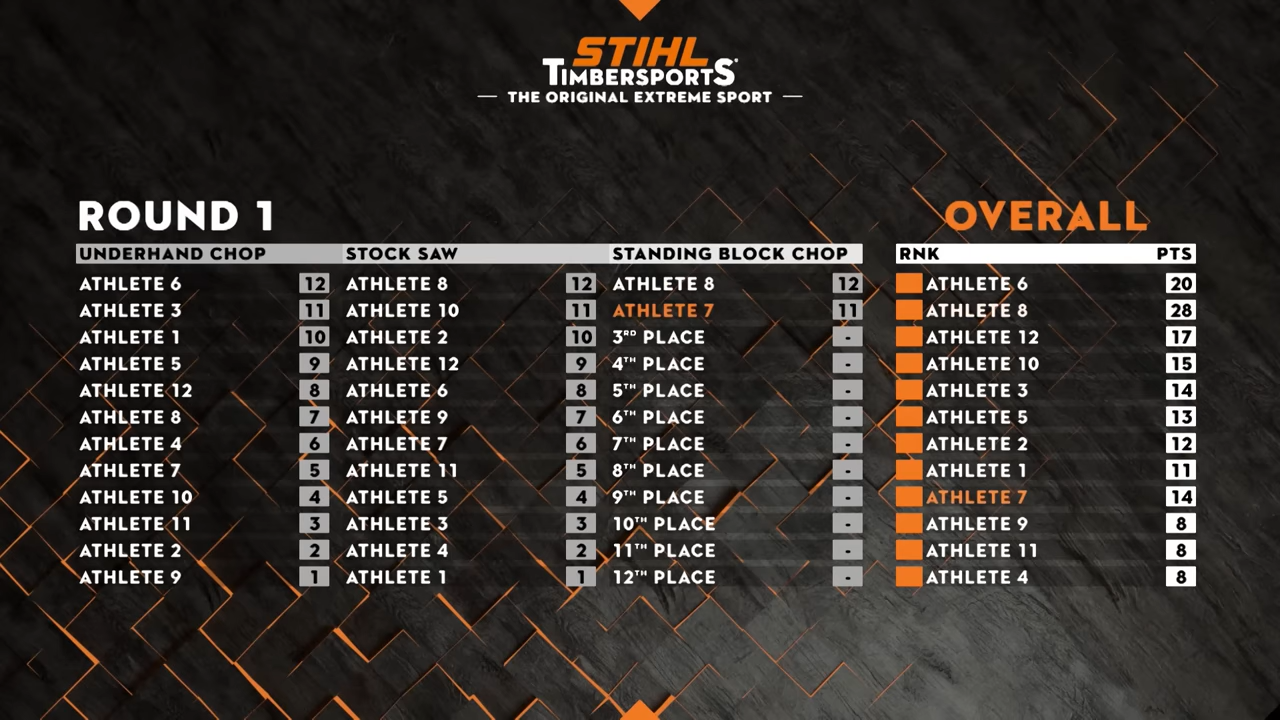 STIHL
TIMBERSPORTS®
THE ORIGINAL EXTREME SPORT
ROUND 1
OVERALL
UNDERHAND CHOP STOCK SAW STANDING BLOCK CHOP RNK PTS
ATHLETE 6 12 ATHLETE 8 12 ATHLETE 8 12 ATHLETE 6 20
ATHLETE 3 11 ATHLETE 10 11 ATHLETE 7 11 ATHLETE 8 28
ATHLETE 1 10 ATHLETE 2 10 3RD PLACE - ATHLETE 12 17
ATHLETE 5 9 ATHLETE 12 9 4TH PLACE - ATHLETE 10 15
ATHLETE 12 8 ATHLETE 6 8 5TH PLACE - ATHLETE 3 14
ATHLETE 8 7 ATHLETE 9 7 6TH PLACE - ATHLETE 5 13
ATHLETE 4 6 ATHLETE 7 6 7TH PLACE - ATHLETE 2 12
ATHLETE 7 5 ATHLETE 11 5 8TH PLACE - ATHLETE 1 11
ATHLETE 10 4 ATHLETE 5 4 9TH PLACE - ATHLETE 7 14
ATHLETE 11 3 ATHLETE 3 3 10TH PLACE - ATHLETE 9 8
ATHLETE 2 2 ATHLETE 4 2 11TH PLACE - ATHLETE 11 8
ATHLETE 9 1 ATHLETE 1 1 12TH PLACE - ATHLETE 4 8